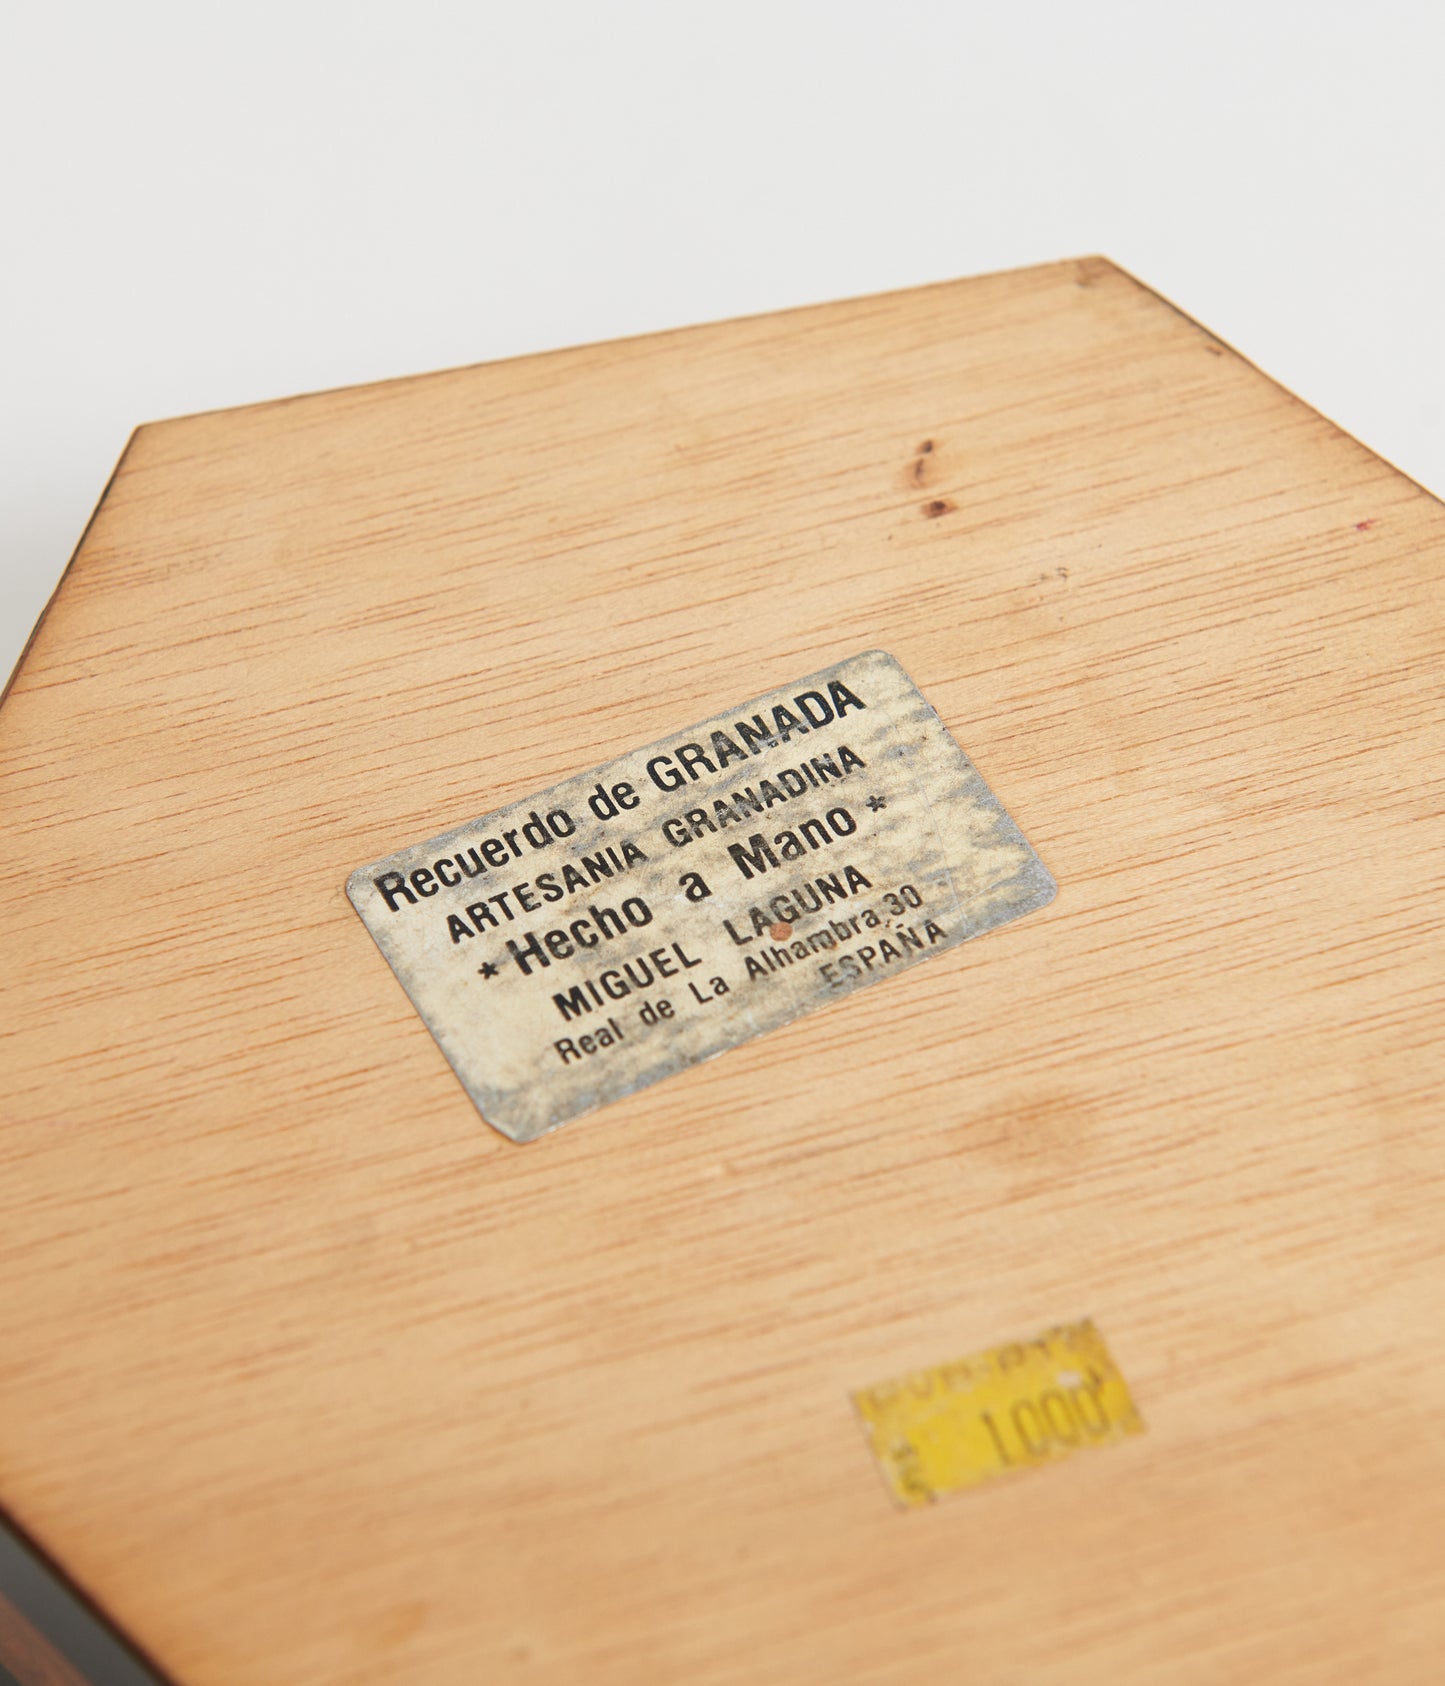 Recuerdo de GRANADA
ARTESANIA GRANADINA
* Hecho a Mano *
MIGUEL LAGUNA
Real de La Alhambra, 30
ESPAÑA
1.000